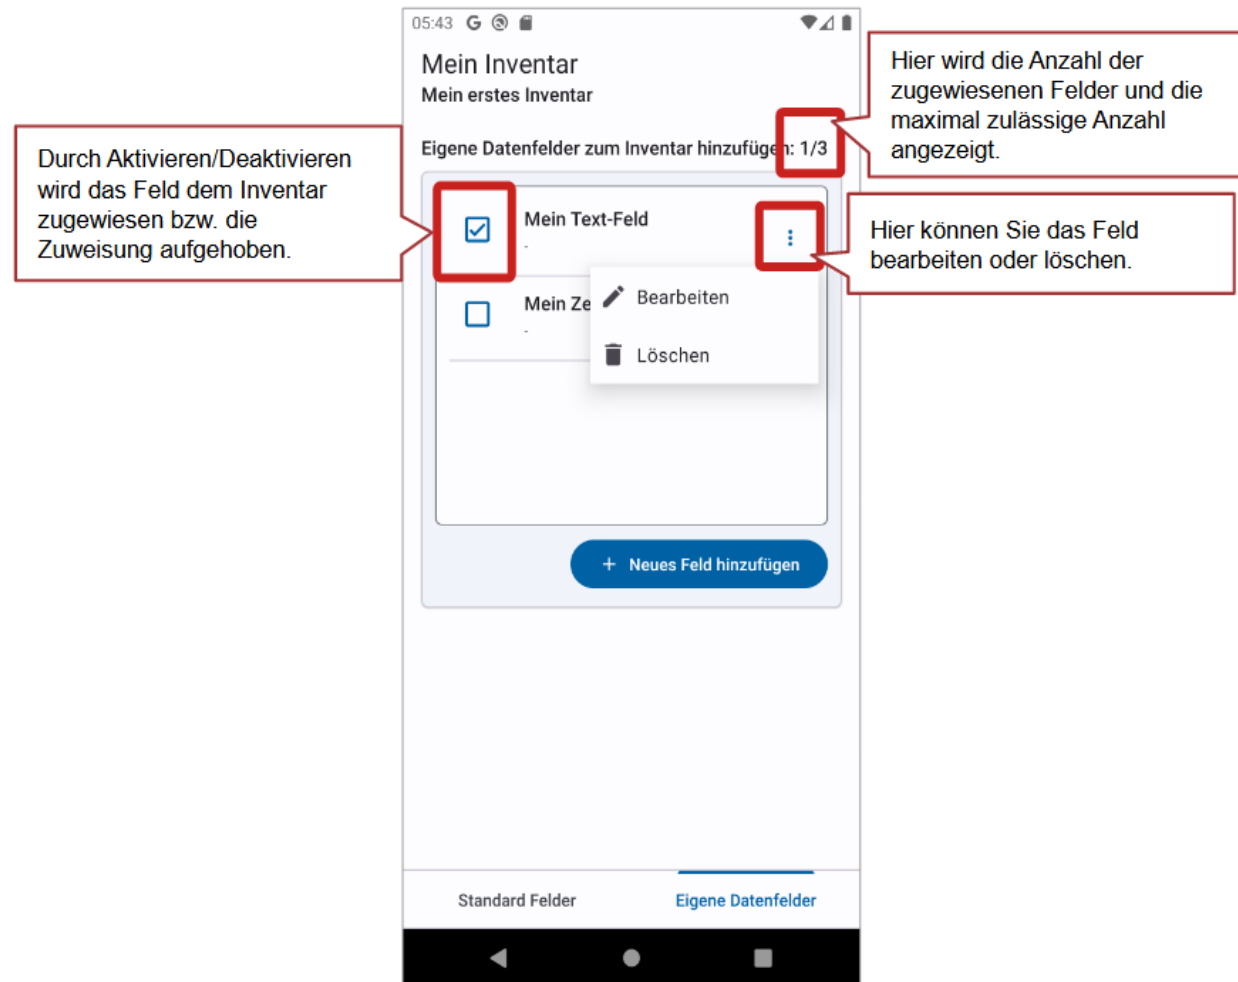 05:43 G
Mein Inventar
Mein erstes Inventar
Hier wird die Anzahl der
zugewiesenen Felder und die
maximal zulässige Anzahl
angezeigt.
Eigene Datenfelder zum Inventar hinzufügen: 1/3
Durch Aktivieren/Deaktivieren
wird das Feld dem Inventar
zugewiesen bzw. die
Zuweisung aufgehoben.
Mein Text-Feld
-
Hier können Sie das Feld
bearbeiten oder löschen.
Bearbeiten
Löschen
Mein Ze
-
+ Neues Feld hinzufügen
Standard Felder
Eigene Datenfelder